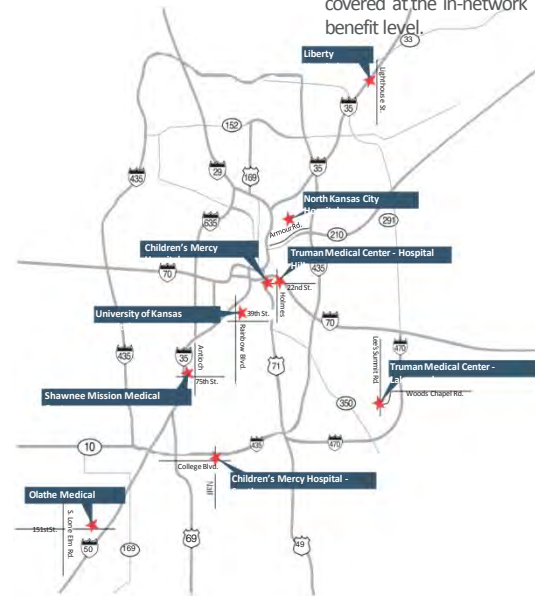 covered at the in-network
benefit level.
33
Liberty
Lighthouse St.
35
152
29
169
35
435
North Kansas City
635
Armour Rd.
210
291
Children's Mercy
Truman Medical Center - Hospital
70
435
22nd St.
Holmes
University of Kansas
39th St.
70
Rainbow Blvd.
Antioch
Lee's Summit Rd
435
35
71
470
Truman Medical Center -
75th St.
Woods Chapel Rd.
Shawnee Mission Medical
350
10
435
470
College Blvd.
Nall
Children's Mercy Hospital -
Olathe Medical
S. Lone Elm Rd.
151st St.
50
169
69
49